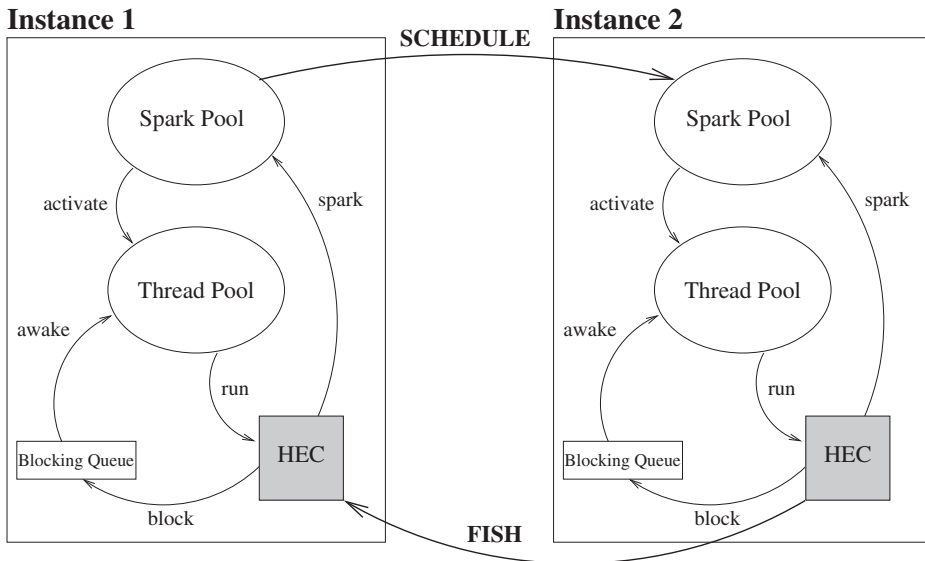 Instance 1
Instance 2
SCHEDULE
Spark Pool
Spark Pool
activate
spark
activate
spark
Thread Pool
Thread Pool
awake
awake
run
run
HEC
HEC
Blocking Queue
Blocking Queue
block
block
FISH